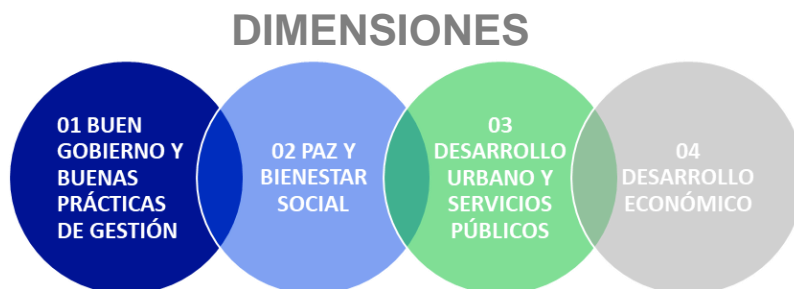 DIMENSIONES
01 BUEN
GOBIERNO Y
BUENAS
PRÁCTICAS
DE GESTIÓN
02 PAZ Y
BIENESTAR
SOCIAL
03
DESARROLLO
URBANO Y
SERVICIOS
PÚBLICOS
04
DESARROLLO
ECONÓMICO